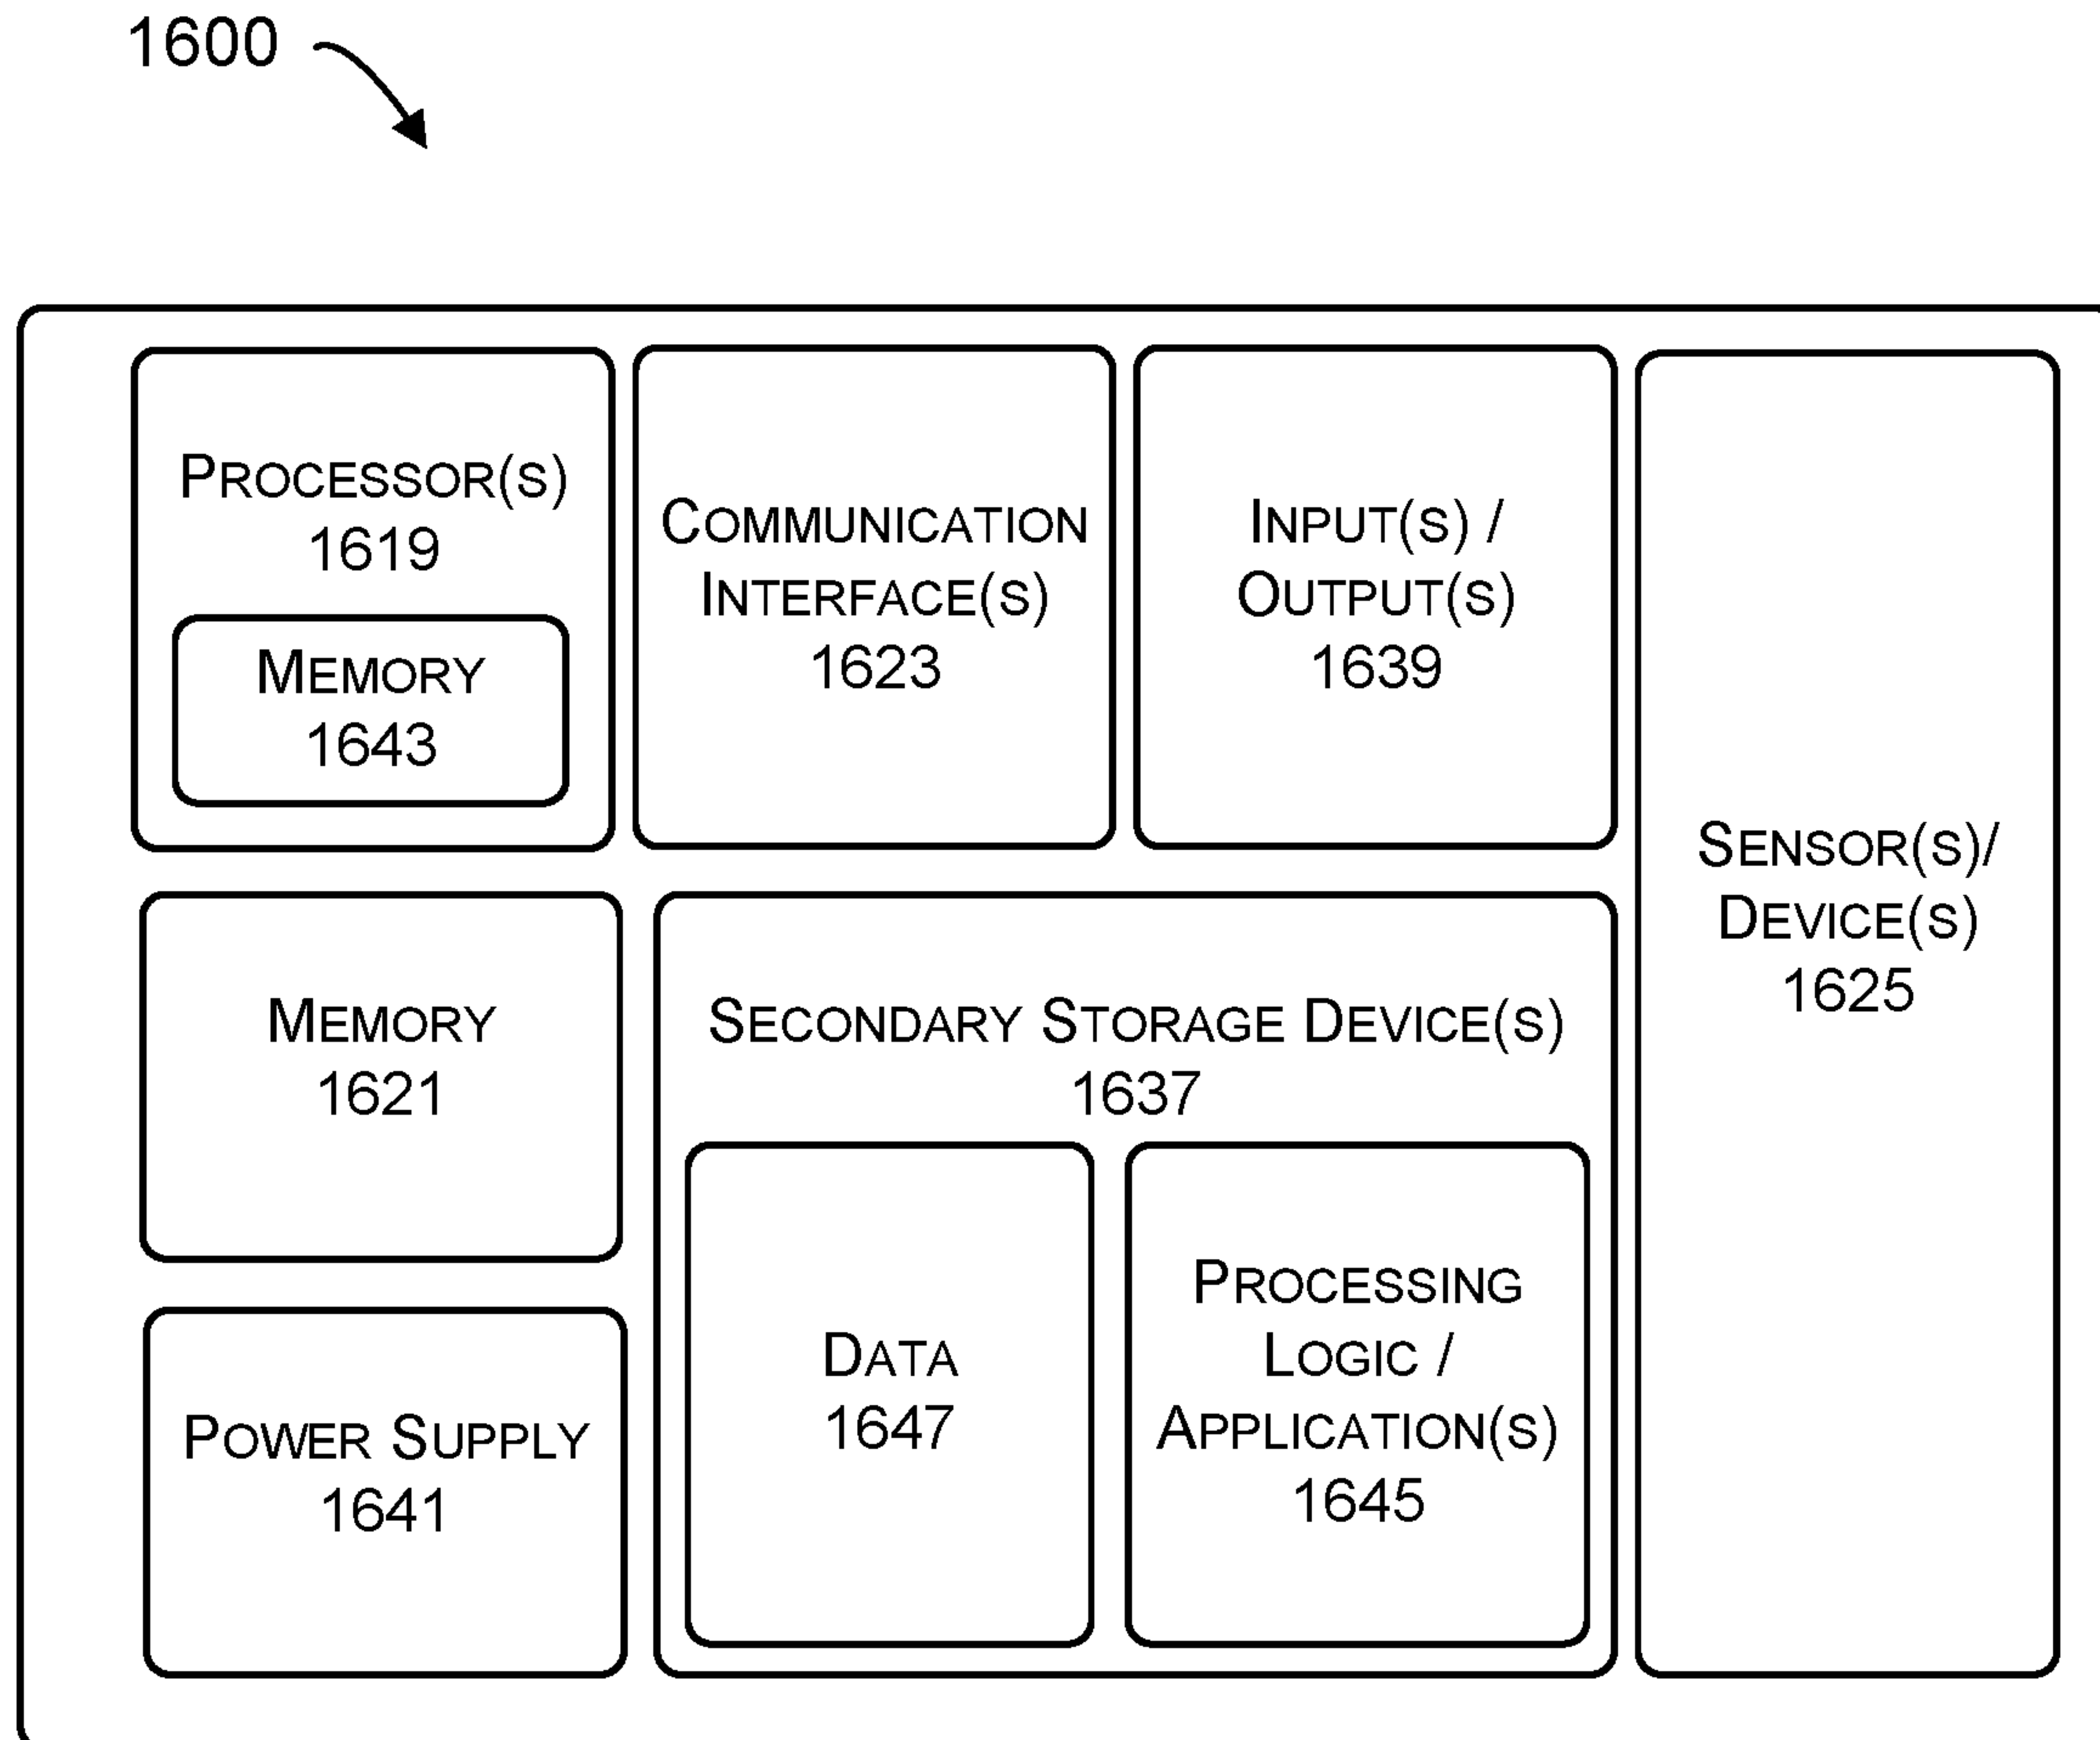 1600
PROCESSOR(S)
1619
MEMORY
1643
COMMUNICATION
INTERFACE(S)
1623
INPUT(S) /
OUTPUT(S)
1639
SENSOR(S)/
DEVICE(S)
1625
MEMORY
1621
SECONDARY STORAGE DEVICE(S)
1637
DATA
1647
PROCESSING
LOGIC /
APPLICATION(S)
1645
POWER SUPPLY
1641